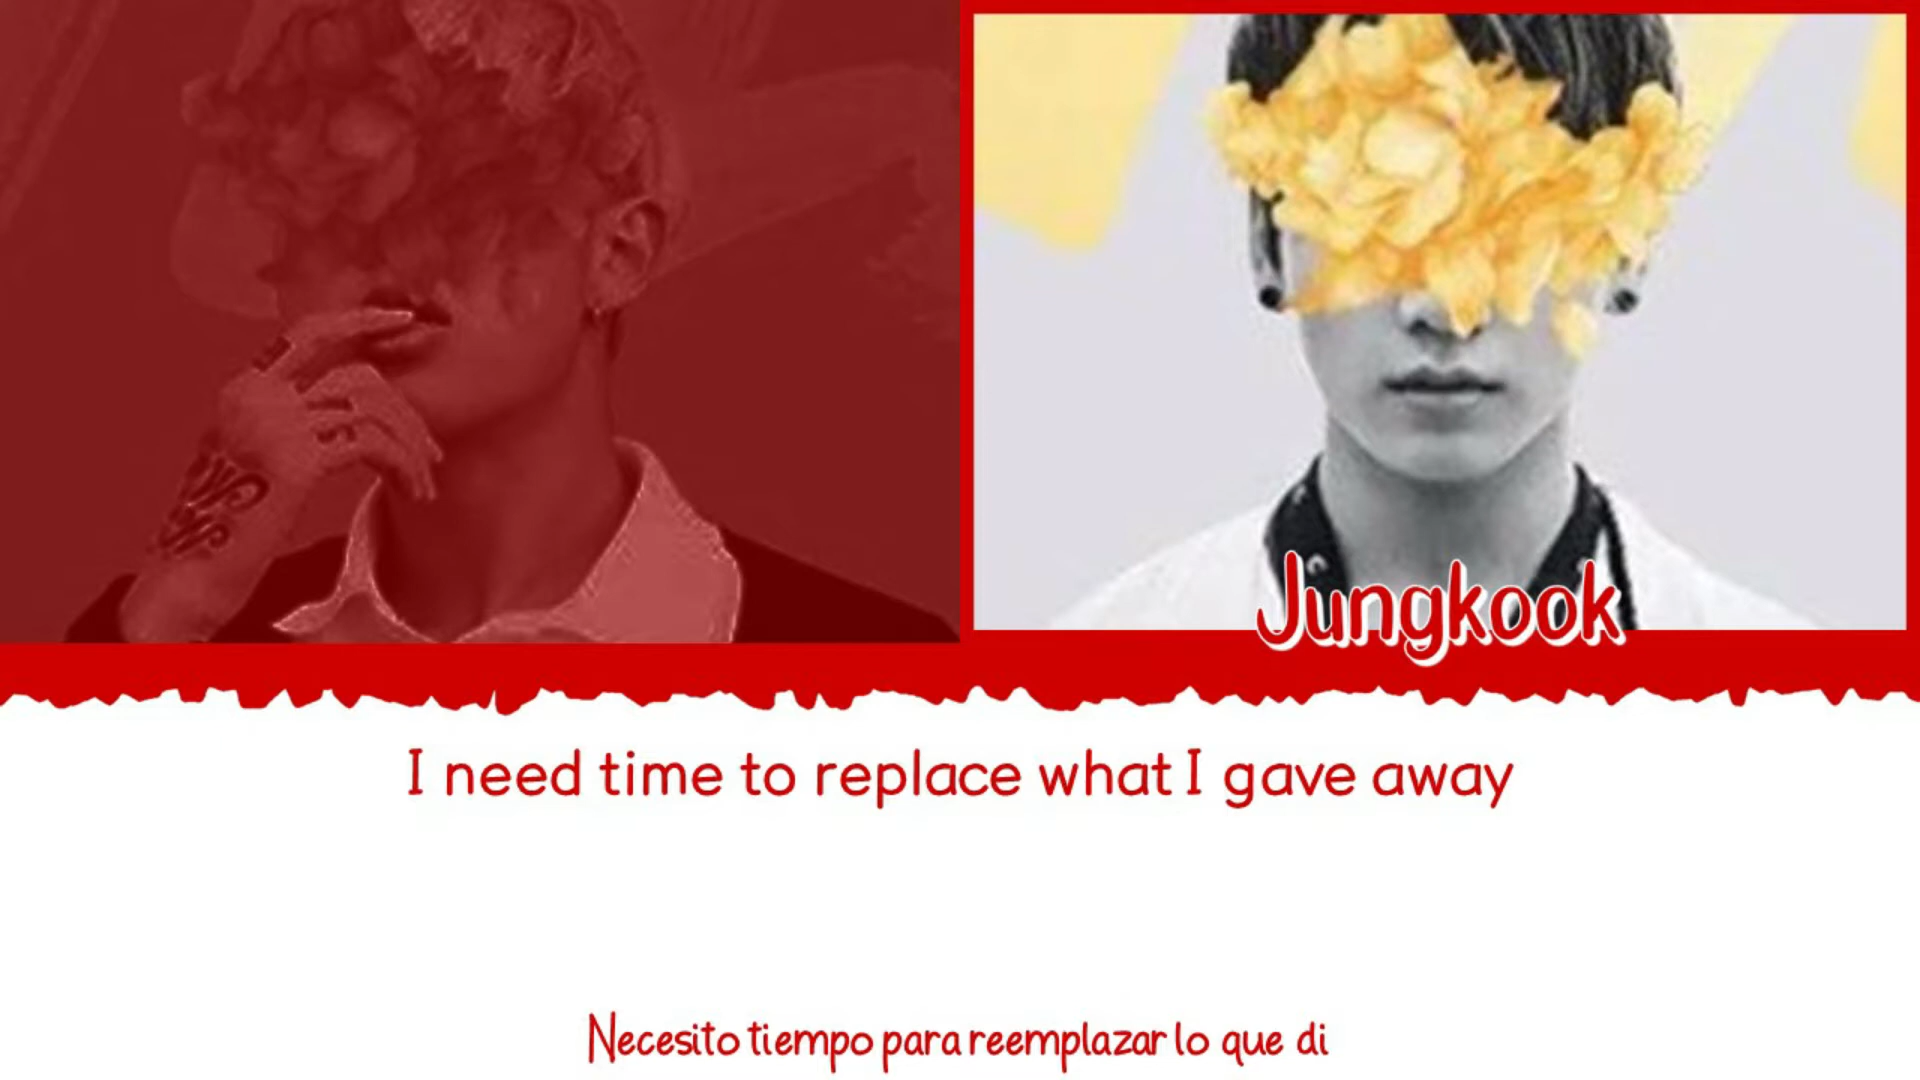 Jungkook
I need time to replace what I gave away
Necesito tiempo para reemplazar lo que di